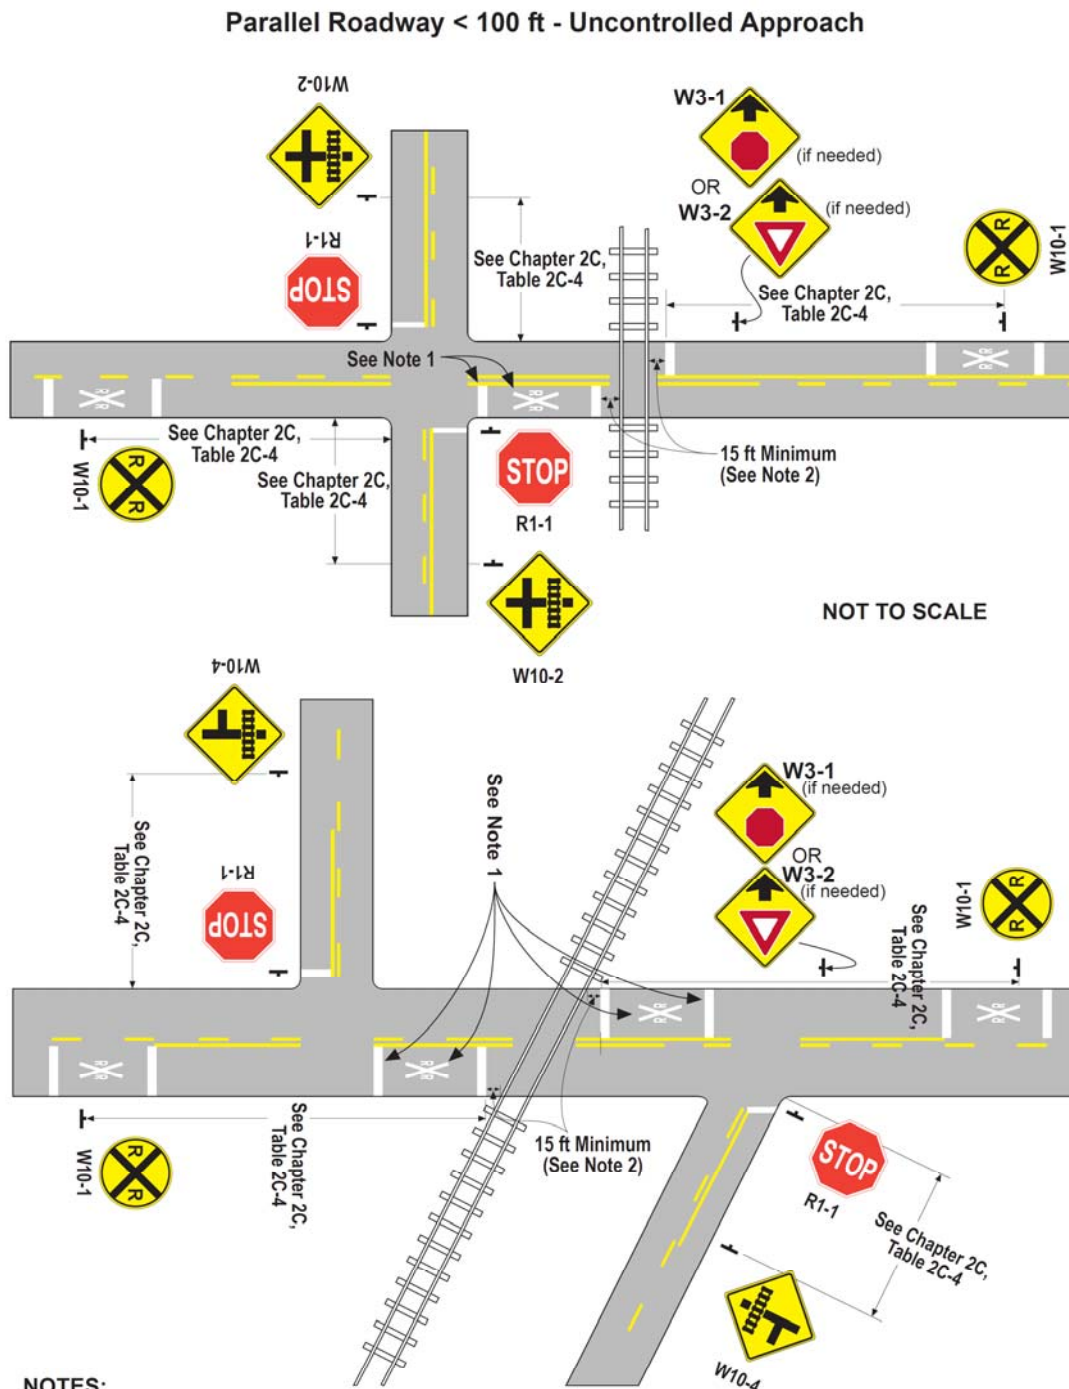 Parallel Roadway < 100 ft - Uncontrolled Approach
W10-2
W3-1
(if needed)
OR
W3-2
(if needed)
R R
W10-1
R1-1
STOP
See Chapter 2C,
Table 2C-4
See Chapter 2C,
Table 2C-4
See Note 1
R R
R R
R R
See Chapter 2C,
Table 2C-4
W10-1
R R
See Chapter 2C,
Table 2C-4
STOP
R1-1
15 ft Minimum
(See Note 2)
W10-2
NOT TO SCALE
W10-4
See Chapter 2C,
Table 2C-4
R1-1
STOP
See Note 1
W3-1
(if needed)
OR
W3-2
(if needed)
W10-1
R R
See Chapter 2C,
Table 2C-4
R R
R R
R R
R R
W10-1
R R
See Chapter 2C,
Table 2C-4
15 ft Minimum
(See Note 2)
STOP
R1-1
See Chapter 2C,
Table 2C-4
W10-4
NOTES: